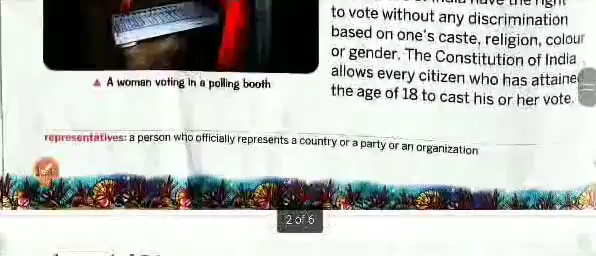 to vote without any discrimination
based on one's caste, religion, colour
or gender. The Constitution of India
allows every citizen who has attained
the age of 18 to cast his or her vote.
▲ A woman voting in a polling booth
representatives: a person who officially represents a country or a party or an organization
2 of 6